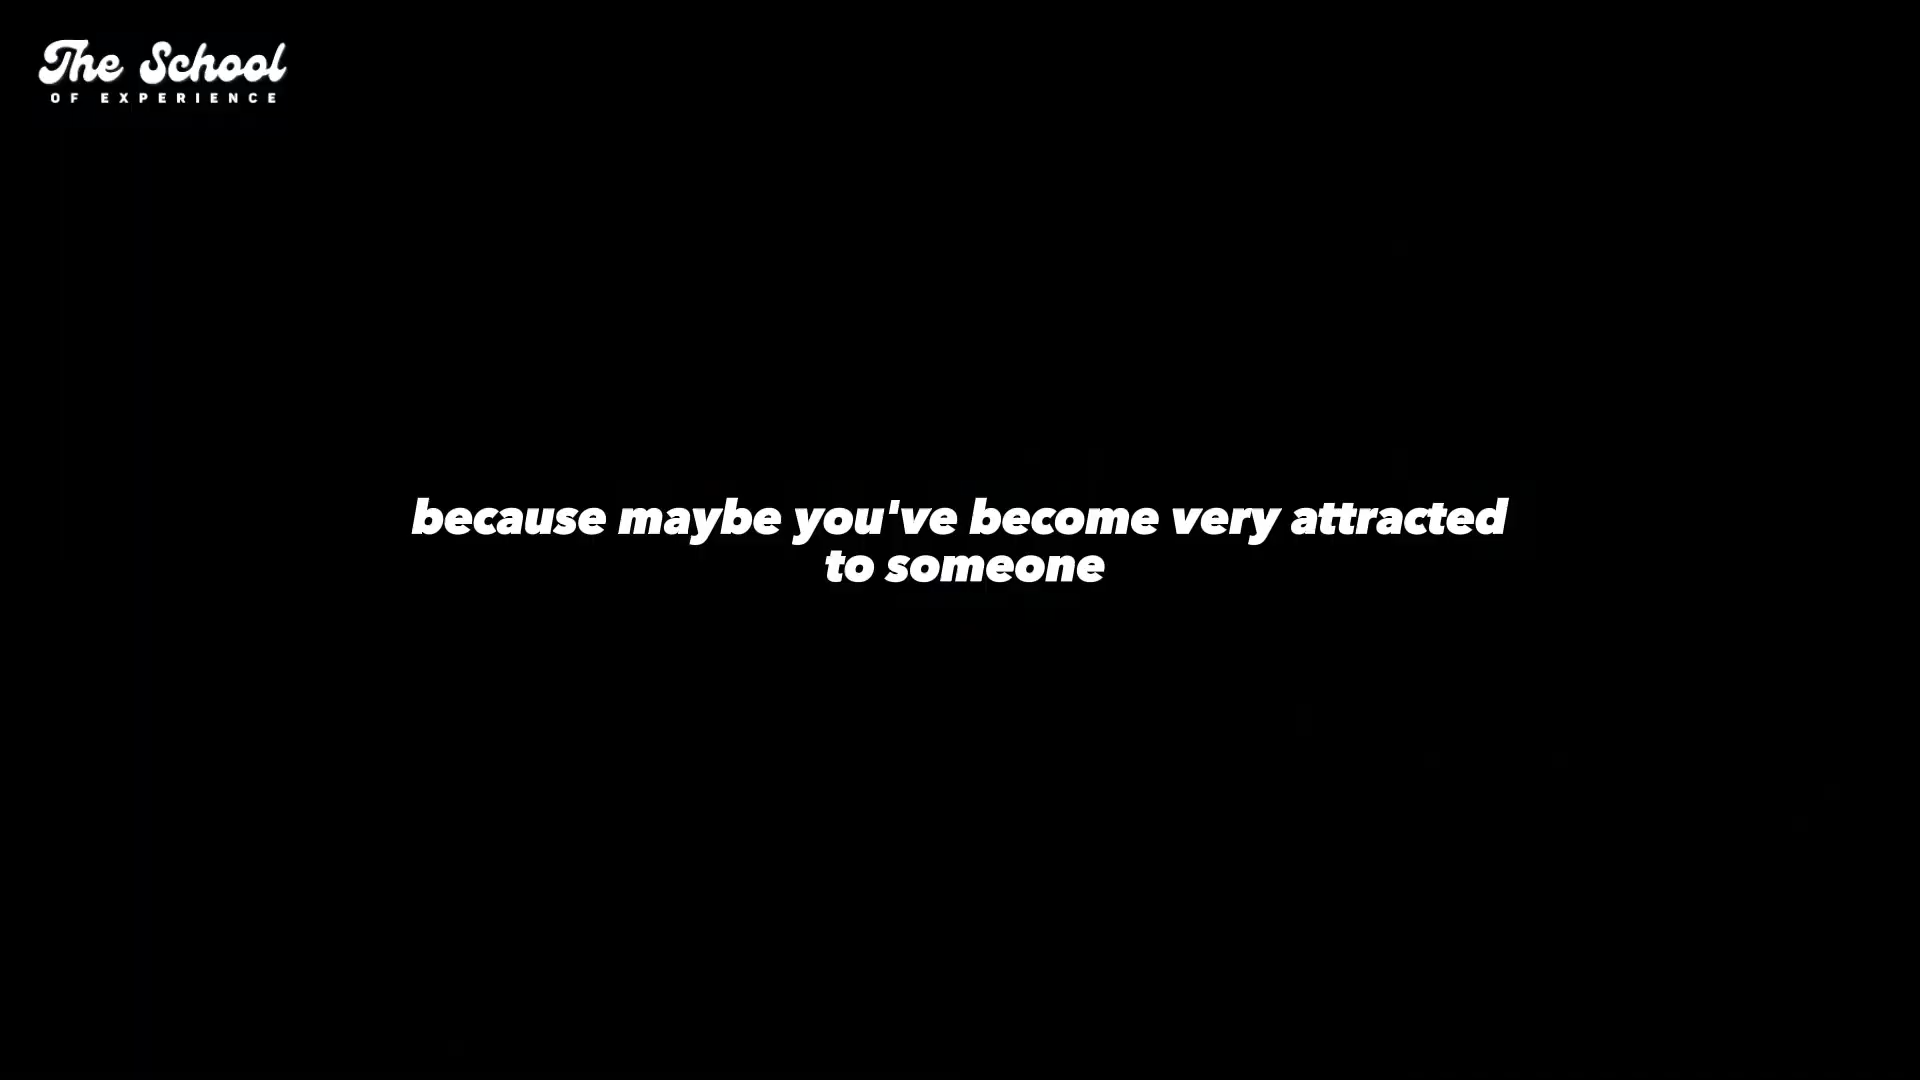 The School
OF EXPERIENCE
because maybe you've become very attracted
to someone